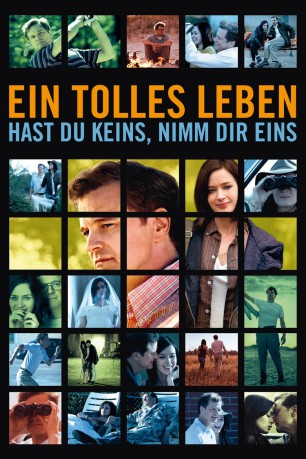 EIN TOLLES LEBEN
HAST DU KEINS, NIMM DIR EINS